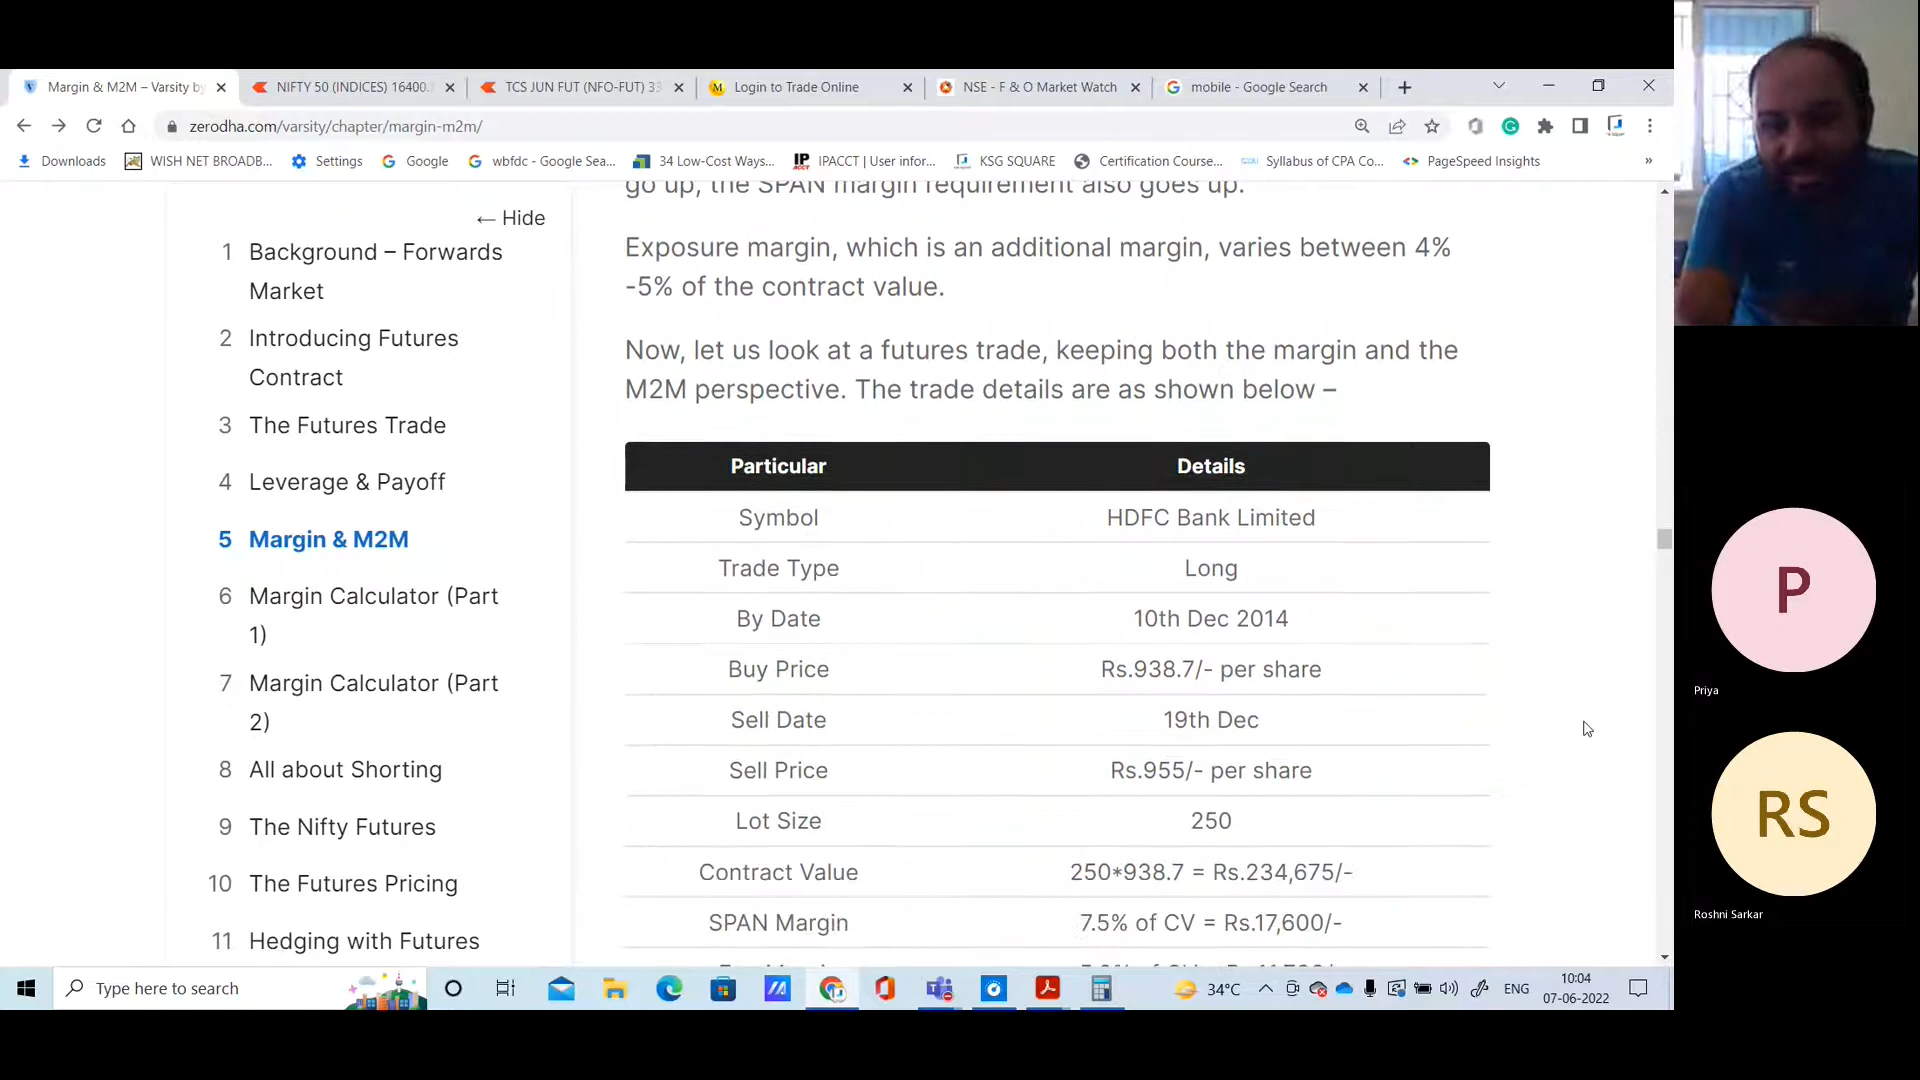 Margin & M2M – Varsity by
NIFTY 50 (INDICES) 16400.
TCS JUN FUT (NFO-FUT) 33
Login to Trade Online
NSE - F & O Market Watch
mobile - Google Search
zerodha.com/varsity/chapter/margin-m2m/
Downloads
WISH NET BROADB...
Settings
Google
wbfdc - Google Sea...
34 Low-Cost Ways...
IPACCT | User infor...
KSG SQUARE
Certification Course...
Syllabus of CPA Co...
PageSpeed Insights
»
← Hide
1 Background – Forwards
Market
2 Introducing Futures
Contract
3 The Futures Trade
4 Leverage & Payoff
5 Margin & M2M
6 Margin Calculator (Part
1)
7 Margin Calculator (Part
2)
8 All about Shorting
9 The Nifty Futures
10 The Futures Pricing
11 Hedging with Futures
go up, the SPAN margin requirement also goes up.
Exposure margin, which is an additional margin, varies between 4%
-5% of the contract value.
Now, let us look at a futures trade, keeping both the margin and the
M2M perspective. The trade details are as shown below –
Particular Details
Symbol HDFC Bank Limited
Trade Type Long
By Date 10th Dec 2014
Buy Price Rs.938.7/- per share
Sell Date 19th Dec
Sell Price Rs.955/- per share
Lot Size 250
Contract Value 250*938.7 = Rs.234,675/-
SPAN Margin 7.5% of CV = Rs.17,600/-
P
Priya
RS
Roshni Sarkar
Type here to search
34°C
ENG
10:04
07-06-2022